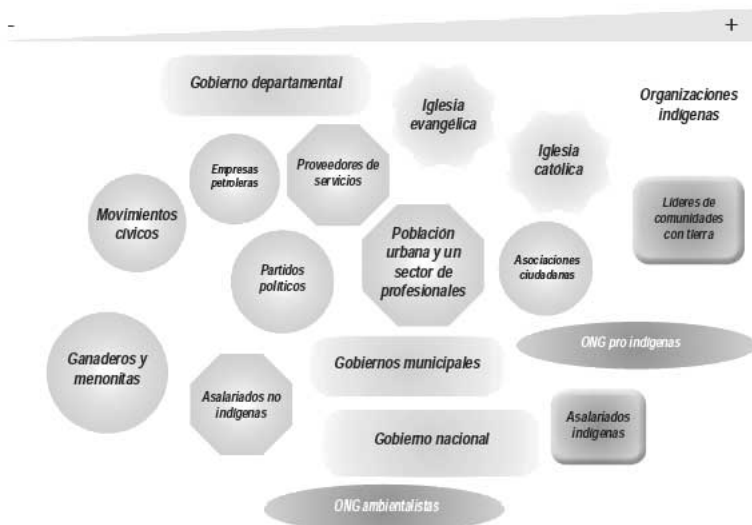 - +
Gobierno departamental
Iglesia
evangélica
Organizaciones
indígenas
Iglesia
católica
Empresas
petroleras
Proveedores de
servicios
Líderes de
comunidades
con tierra
Movimientos
cívicos
Población
urbana y un
sector de
profesionales
Partidos
políticos
Asociaciones
ciudadanas
ONG pro indígenas
Ganaderos y
menonitas
Gobiernos municipales
Asalariados no
indígenas
Asalariados
indígenas
Gobierno nacional
ONG ambientalistas